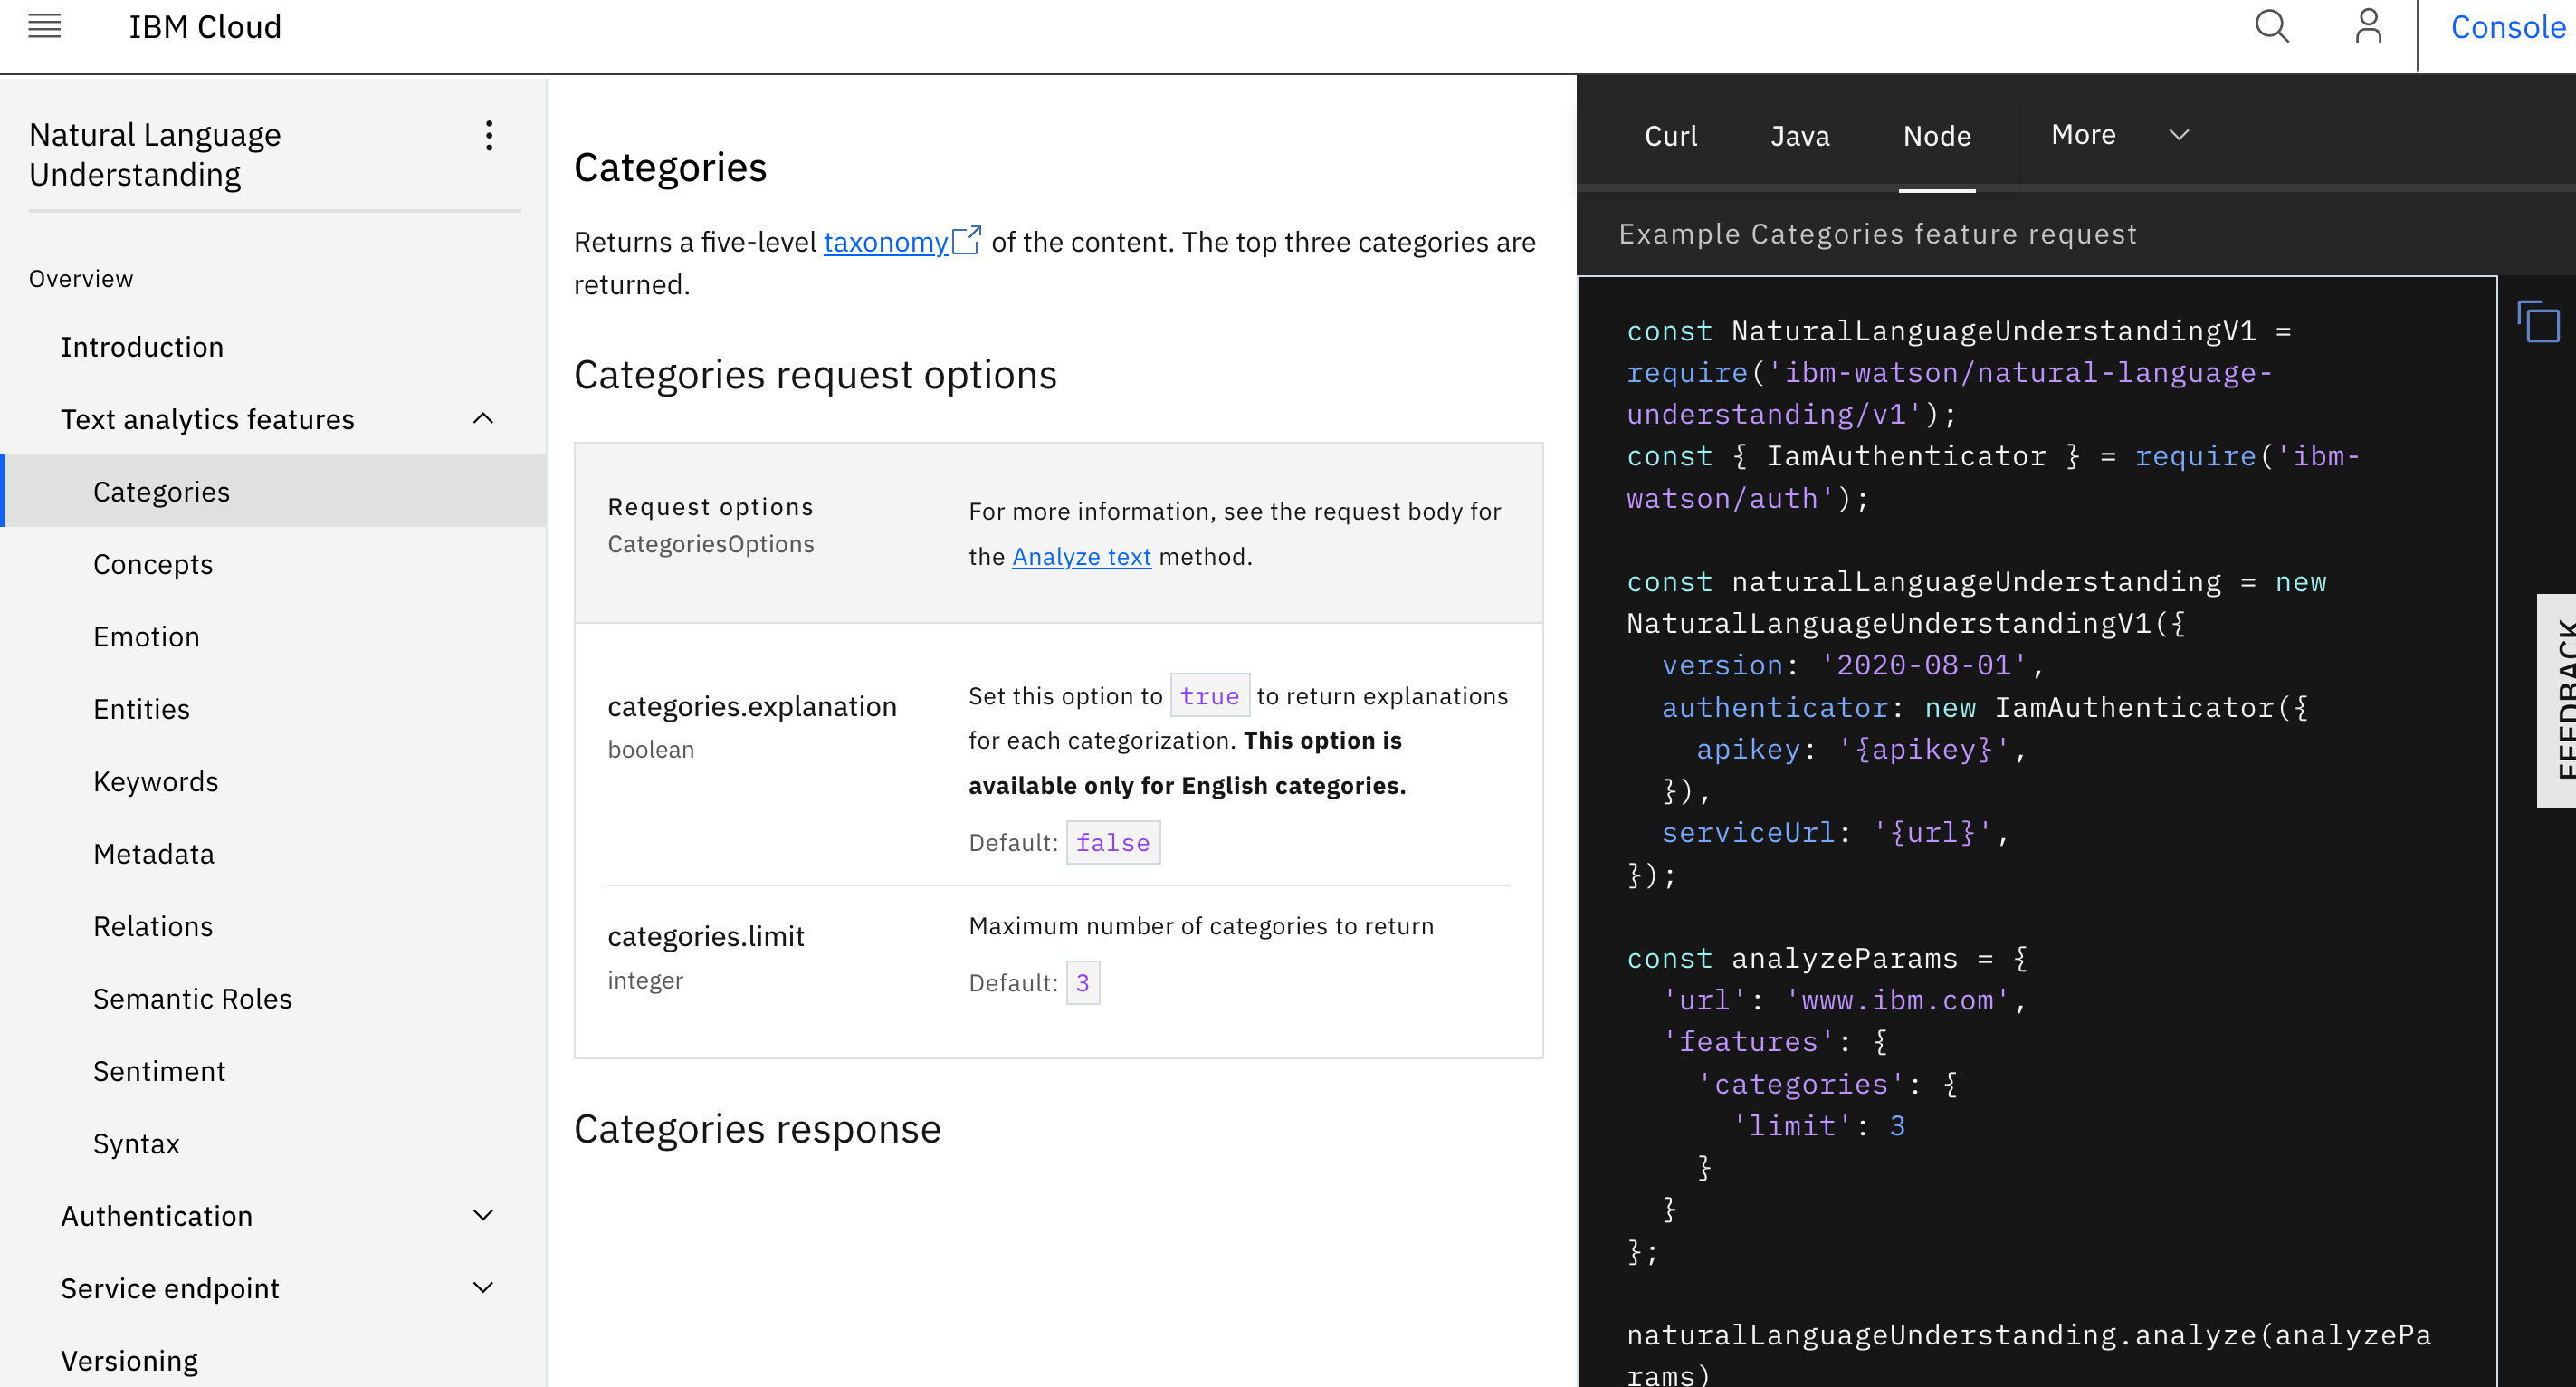 IBM Cloud
Console
Natural Language
Understanding
Overview
Introduction
Text analytics features
Categories
Concepts
Emotion
Entities
Keywords
Metadata
Relations
Semantic Roles
Sentiment
Syntax
Authentication
Service endpoint
Versioning
Categories
Returns a five-level taxonomy of the content. The top three categories are
returned.
Categories request options
Request options
CategoriesOptions
For more information, see the request body for
the Analyze text method.
categories.explanation
boolean
Set this option to true to return explanations
for each categorization. This option is
available only for English categories.
Default: false
categories.limit
integer
Maximum number of categories to return
Default: 3
Categories response
Curl Java Node More
Example Categories feature request
const NaturalLanguageUnderstandingV1 =
require('ibm-watson/natural-language-
understanding/v1');
const { IamAuthenticator } = require('ibm-
watson/auth');
const naturalLanguageUnderstanding = new
NaturalLanguageUnderstandingV1({
  version: '2020-08-01',
  authenticator: new IamAuthenticator({
    apikey: '{apikey}',
  }),
  serviceUrl: '{url}',
});
const analyzeParams = {
  'url': 'www.ibm.com',
  'features': {
    'categories': {
      'limit': 3
    }
  }
};
naturalLanguageUnderstanding.analyze(analyzePa
rams)
FEEDBACK